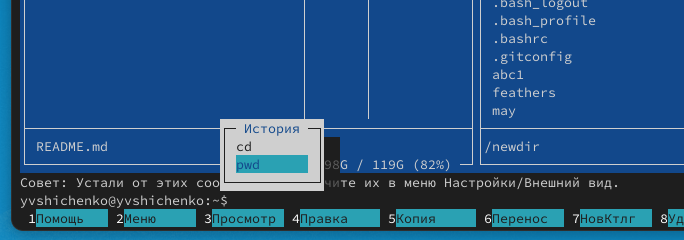 .bash_logout
.bash_profile
.bashrc
.gitconfig
abc1
feathers
may
README.md
/newdir
История
cd
pwd
98G / 119G (82%)
Совет: Устали от этих соо чите их в меню Настройки/Внешний вид.
yvshichenko@yvshichenko:~$
1Помощь 2Меню 3Просмотр 4Правка 5Копия 6Перенос 7НовКтлг 8Уд